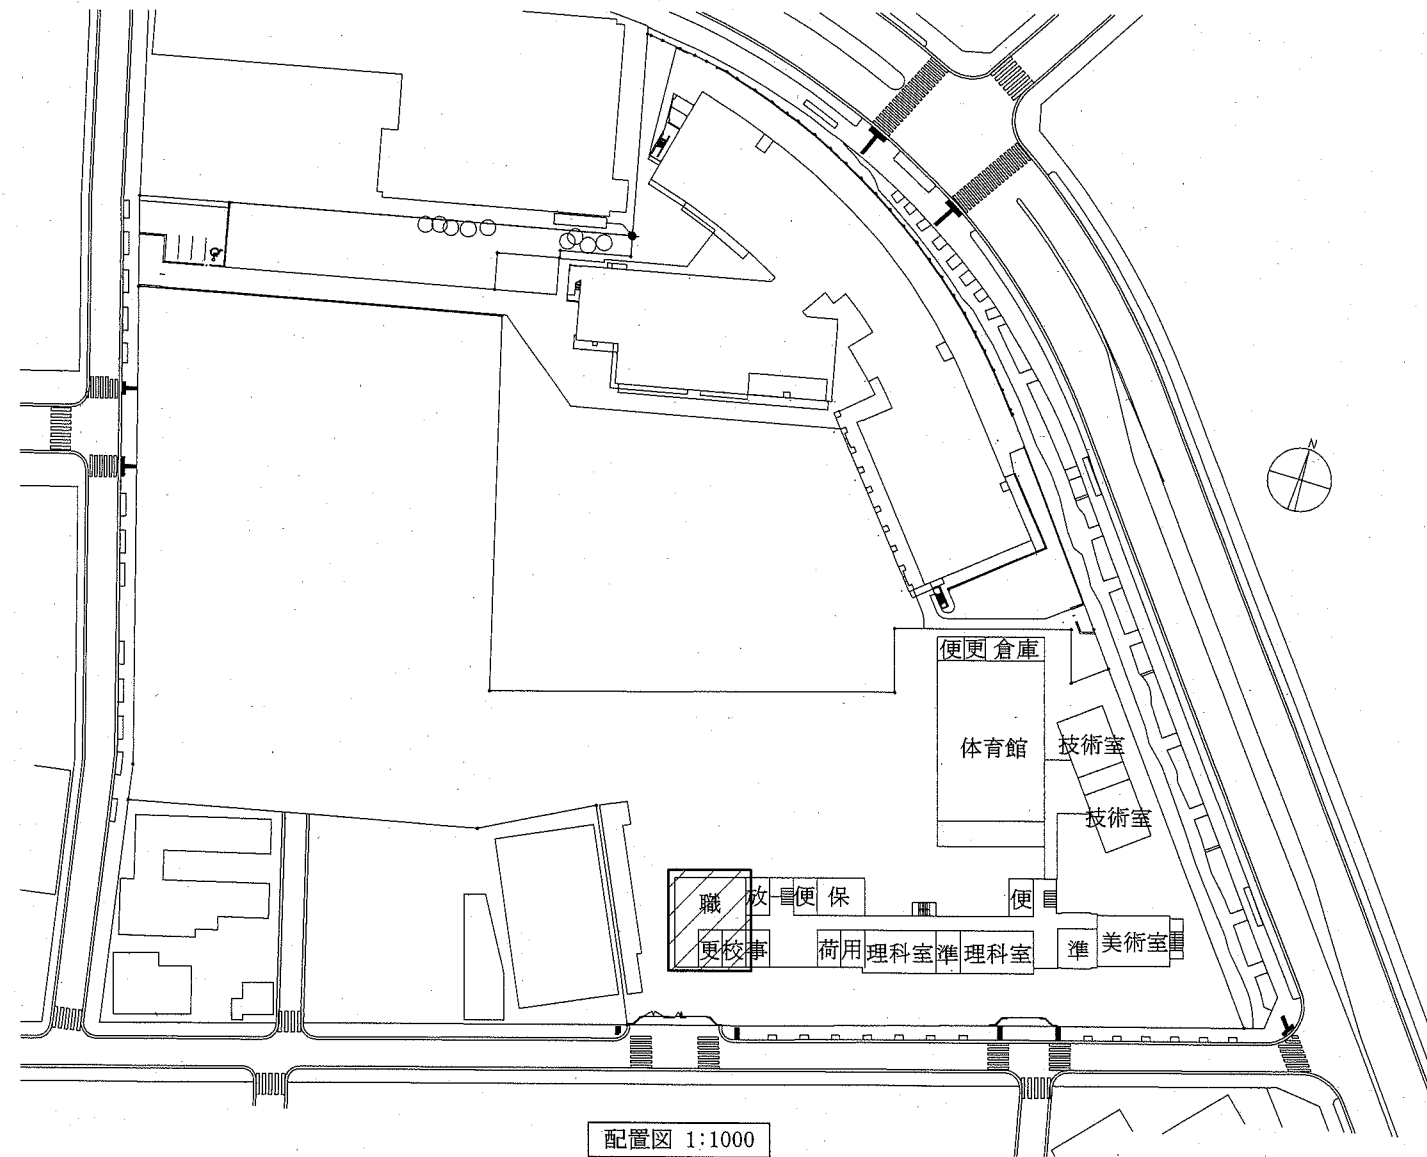 N
便 更 倉庫
体育館
技術室
技術室
職 放 便 保 便
更 校 事 荷 用 理科室 準 理科室 準 美術室
配置図 1:1000